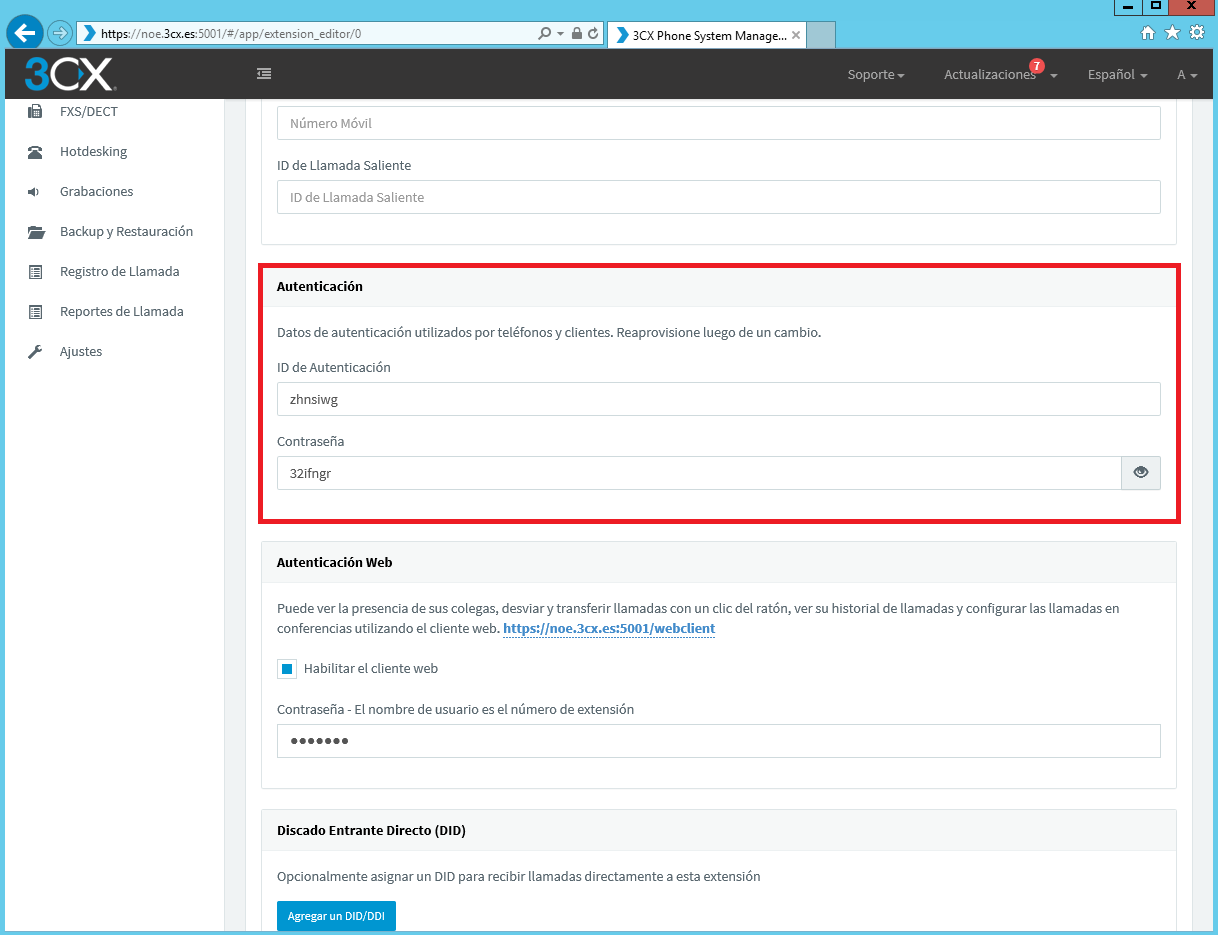 https://noe.3cx.es:5001/#/app/extension_editor/0
3CX Phone System Manage...
3CX
Soporte
Actualizaciones
7
Español
A
FXS/DECT
Hotdesking
Grabaciones
Backup y Restauración
Registro de Llamada
Reportes de Llamada
Ajustes
Número Móvil
ID de Llamada Saliente
ID de Llamada Saliente
Autenticación
Datos de autenticación utilizados por teléfonos y clientes. Reaprovisione luego de un cambio.
ID de Autenticación
zhnsiwg
Contraseña
32ifngr
Autenticación Web
Puede ver la presencia de sus colegas, desviar y transferir llamadas con un clic del ratón, ver su historial de llamadas y configurar las llamadas en
conferencias utilizando el cliente web. https://noe.3cx.es:5001/webclient
Habilitar el cliente web
Contraseña - El nombre de usuario es el número de extensión
•••••••
Discado Entrante Directo (DID)
Opcionalmente asignar un DID para recibir llamadas directamente a esta extensión
Agregar un DID/DDI